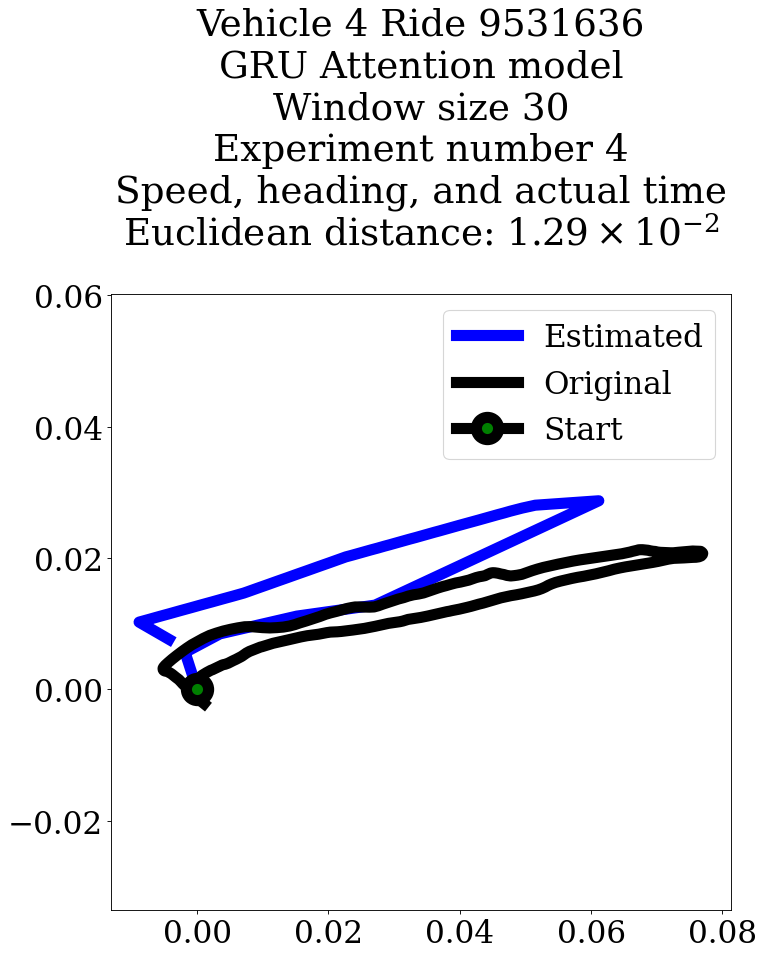 Vehicle 4 Ride 9531636
GRU Attention model
Window size 30
Experiment number 4
Speed, heading, and actual time
Euclidean distance: 1.29 × 10⁻²
0.06
0.04
0.02
0.00
−0.02
Estimated
Original
Start
0.00 0.02 0.04 0.06 0.08